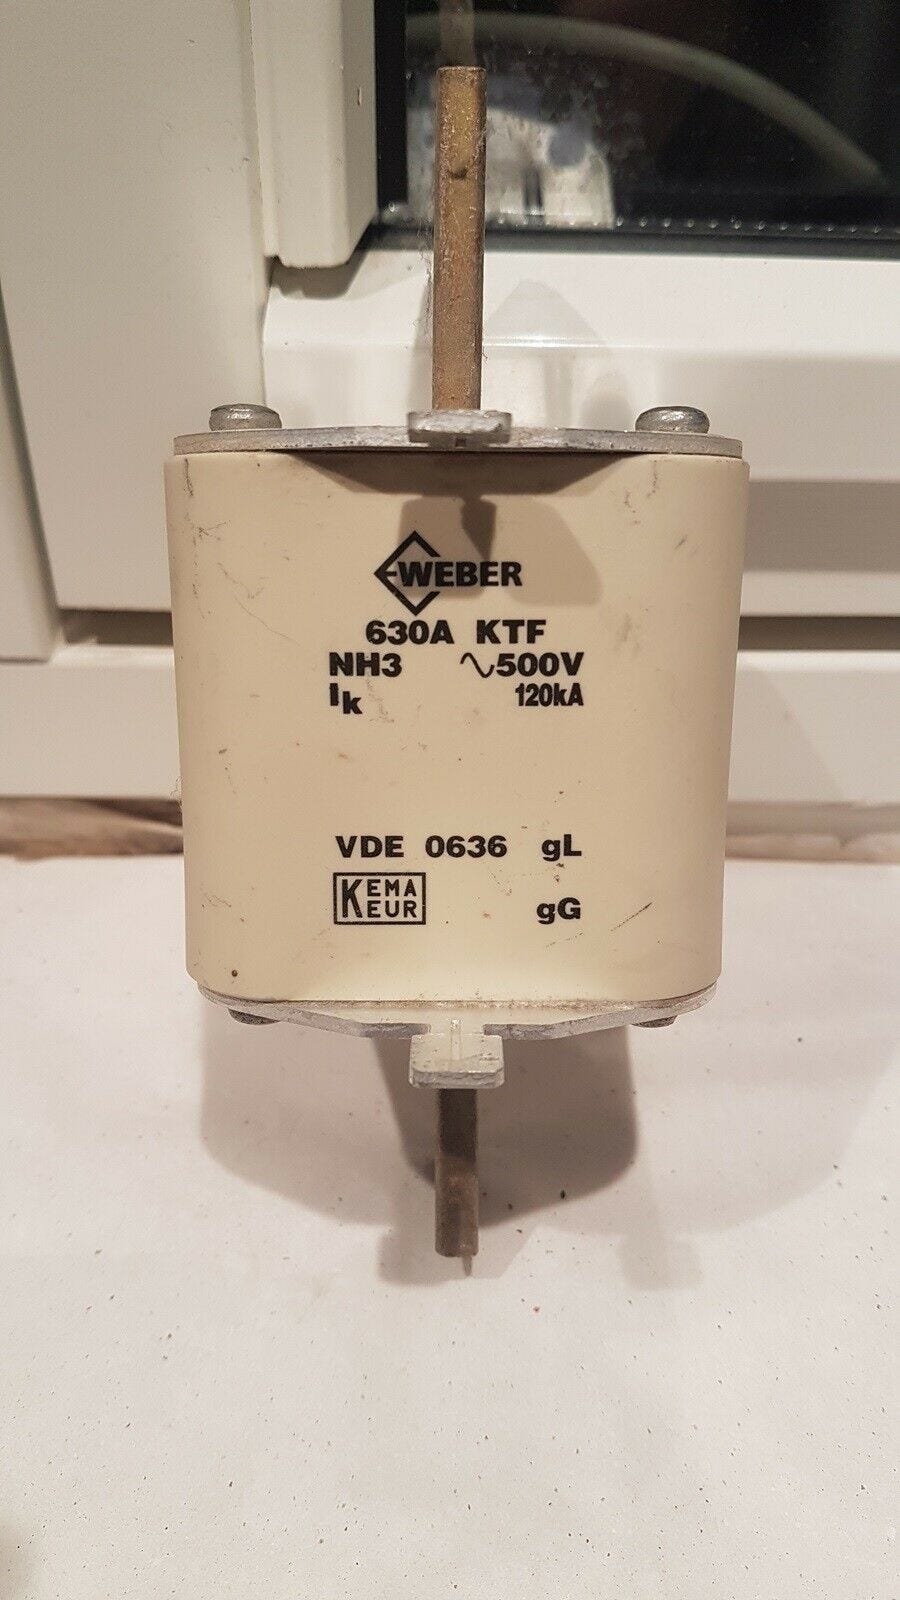 WEBER
630A KTF
NH3 ∿500V
Ik 120kA
VDE 0636 gL
KEMA
KEUR gG